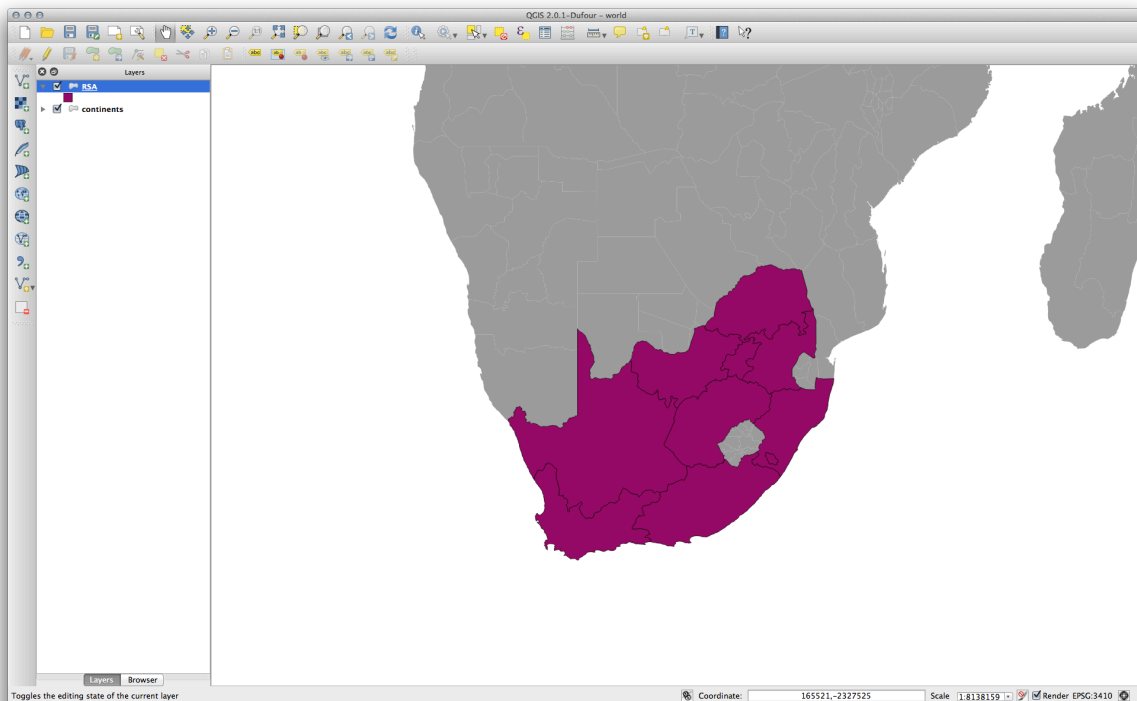 QGIS 2.0.1-Dufour - world
Layers
RSA
continents
Layers Browser
Toggles the editing state of the current layer
Coordinate: 165521,-2327525 Scale 1:8138159 Render EPSG:3410